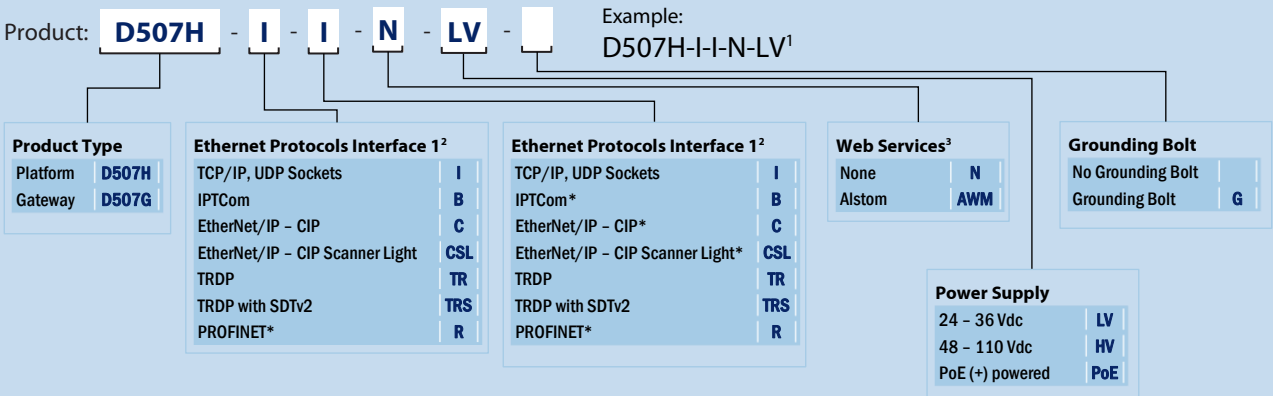 Product: D507H - I - I - N - LV -
Example:
D507H-I-I-N-LV¹
Product Type
Platform D507H
Gateway D507G
Ethernet Protocols Interface 1²
TCP/IP, UDP Sockets I
IPTCom B
EtherNet/IP – CIP C
EtherNet/IP – CIP Scanner Light CSL
TRDP TR
TRDP with SDTv2 TRS
PROFINET* R
Ethernet Protocols Interface 1²
TCP/IP, UDP Sockets I
IPTCom* B
EtherNet/IP – CIP* C
EtherNet/IP – CIP Scanner Light* CSL
TRDP TR
TRDP with SDTv2 TRS
PROFINET* R
Web Services³
None N
Alstom AWM
Grounding Bolt
No Grounding Bolt
Grounding Bolt G
Power Supply
24 – 36 Vdc LV
48 – 110 Vdc HV
PoE (+) powered PoE